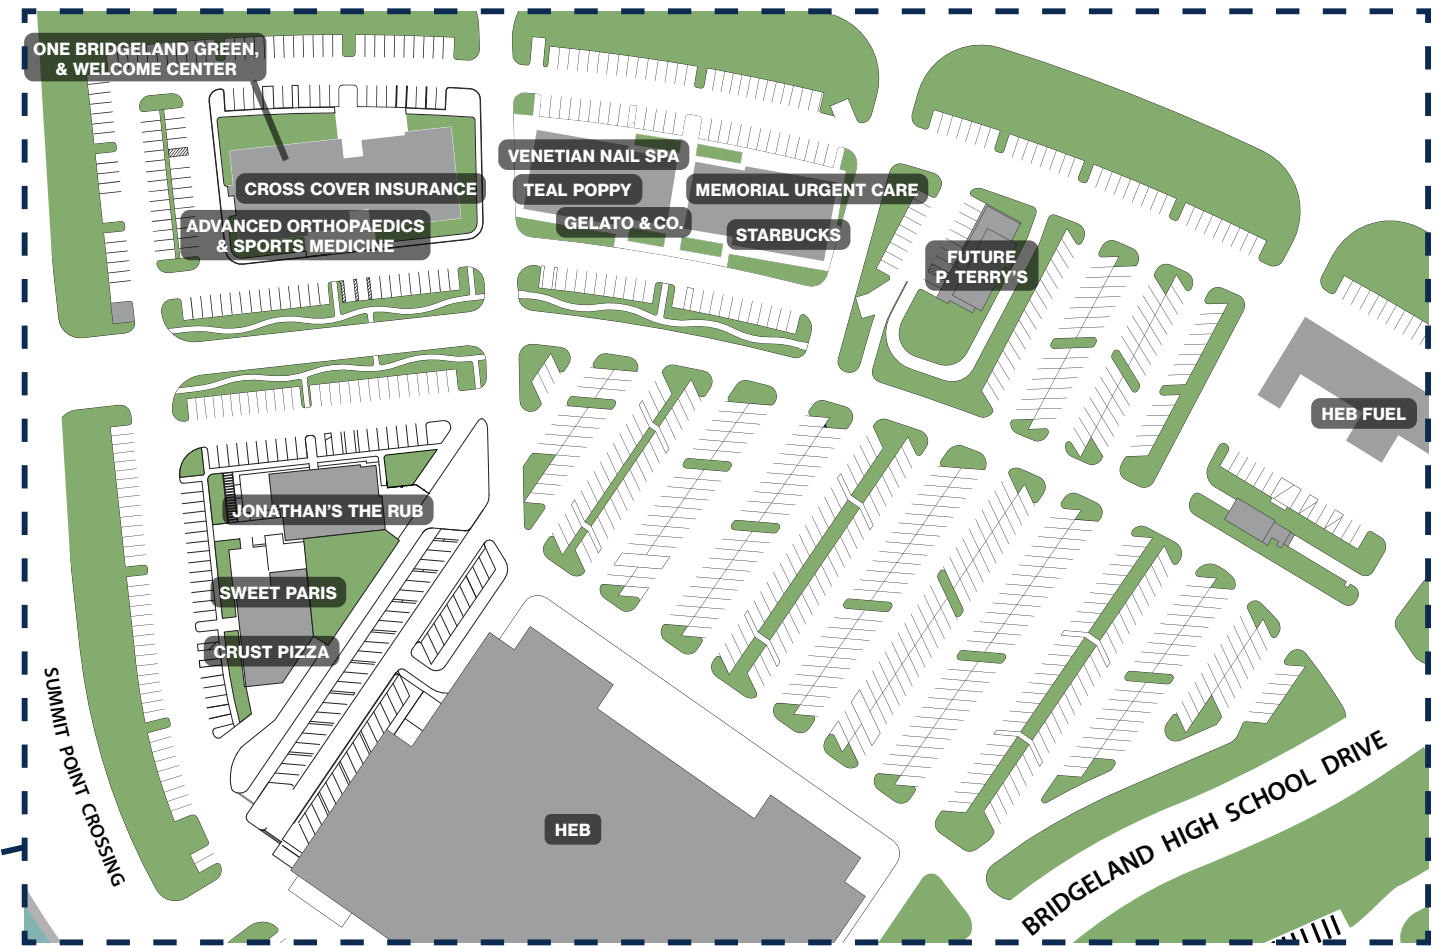 ONE BRIDGELAND GREEN,
& WELCOME CENTER
CROSS COVER INSURANCE
ADVANCED ORTHOPAEDICS
& SPORTS MEDICINE
VENETIAN NAIL SPA
TEAL POPPY
GELATO & CO.
MEMORIAL URGENT CARE
STARBUCKS
FUTURE
P. TERRY'S
HEB FUEL
JONATHAN'S THE RUB
SWEET PARIS
CRUST PIZZA
HEB
SUMMIT POINT CROSSING
BRIDGELAND HIGH SCHOOL DRIVE